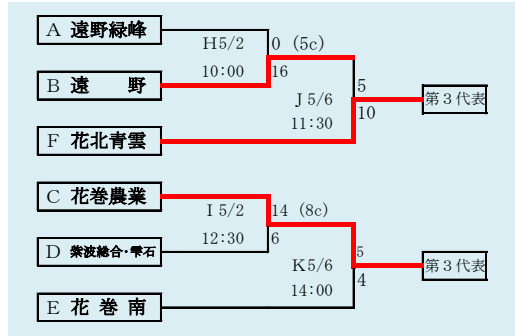 A 遠野緑峰
H5/2 0 (5c)
10:00 16
B 遠 野
J5/6 5
11:30 10
第3代表
F 花北青雲
C 花巻農業
I5/2 14 (8c)
12:30 6
D 紫波総合・雫石
K5/6 5
14:00 4
第3代表
E 花巻南